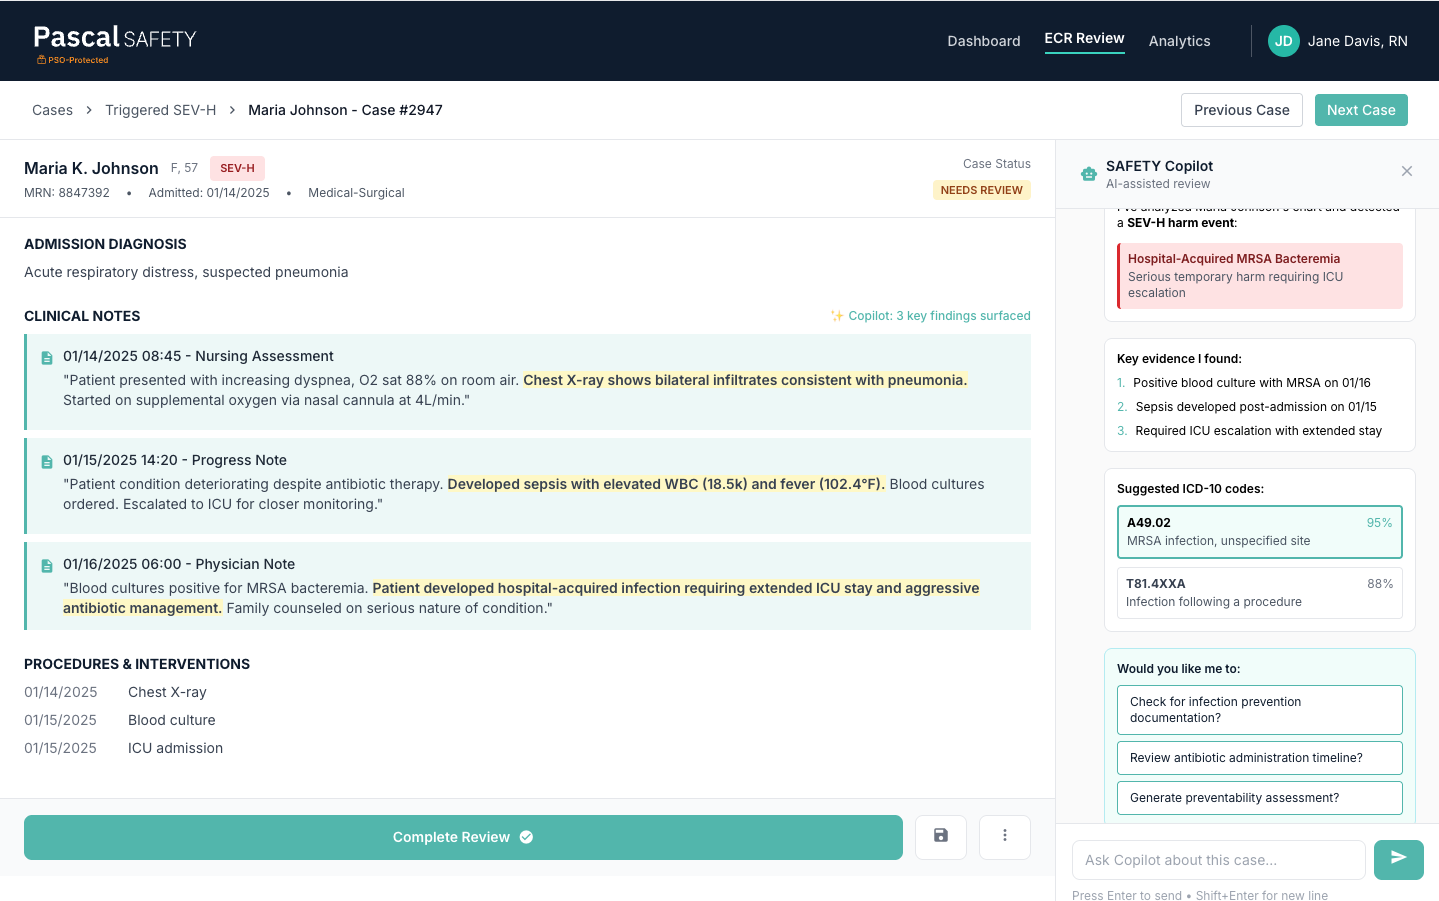 Pascal SAFETY
PSO-Protected
Dashboard
ECR Review
Analytics
JD
Jane Davis, RN
Cases > Triggered SEV-H > Maria Johnson - Case #2947
Previous Case
Next Case
Maria K. Johnson F, 57 SEV-H
MRN: 8847392 • Admitted: 01/14/2025 • Medical-Surgical
Case Status
NEEDS REVIEW
ADMISSION DIAGNOSIS
Acute respiratory distress, suspected pneumonia
CLINICAL NOTES
✨ Copilot: 3 key findings surfaced
01/14/2025 08:45 - Nursing Assessment
"Patient presented with increasing dyspnea, O2 sat 88% on room air. Chest X-ray shows bilateral infiltrates consistent with pneumonia.
Started on supplemental oxygen via nasal cannula at 4L/min."
01/15/2025 14:20 - Progress Note
"Patient condition deteriorating despite antibiotic therapy. Developed sepsis with elevated WBC (18.5k) and fever (102.4°F). Blood cultures
ordered. Escalated to ICU for closer monitoring."
01/16/2025 06:00 - Physician Note
"Blood cultures positive for MRSA bacteremia. Patient developed hospital-acquired infection requiring extended ICU stay and aggressive
antibiotic management. Family counseled on serious nature of condition."
PROCEDURES & INTERVENTIONS
01/14/2025 Chest X-ray
01/15/2025 Blood culture
01/15/2025 ICU admission
Complete Review
SAFETY Copilot
AI-assisted review
I've analyzed Maria Johnson's chart and detected
a SEV-H harm event:
Hospital-Acquired MRSA Bacteremia
Serious temporary harm requiring ICU
escalation
Key evidence I found:
1. Positive blood culture with MRSA on 01/16
2. Sepsis developed post-admission on 01/15
3. Required ICU escalation with extended stay
Suggested ICD-10 codes:
A49.02 95%
MRSA infection, unspecified site
T81.4XXA 88%
Infection following a procedure
Would you like me to:
Check for infection prevention
documentation?
Review antibiotic administration timeline?
Generate preventability assessment?
Ask Copilot about this case...
Press Enter to send • Shift+Enter for new line